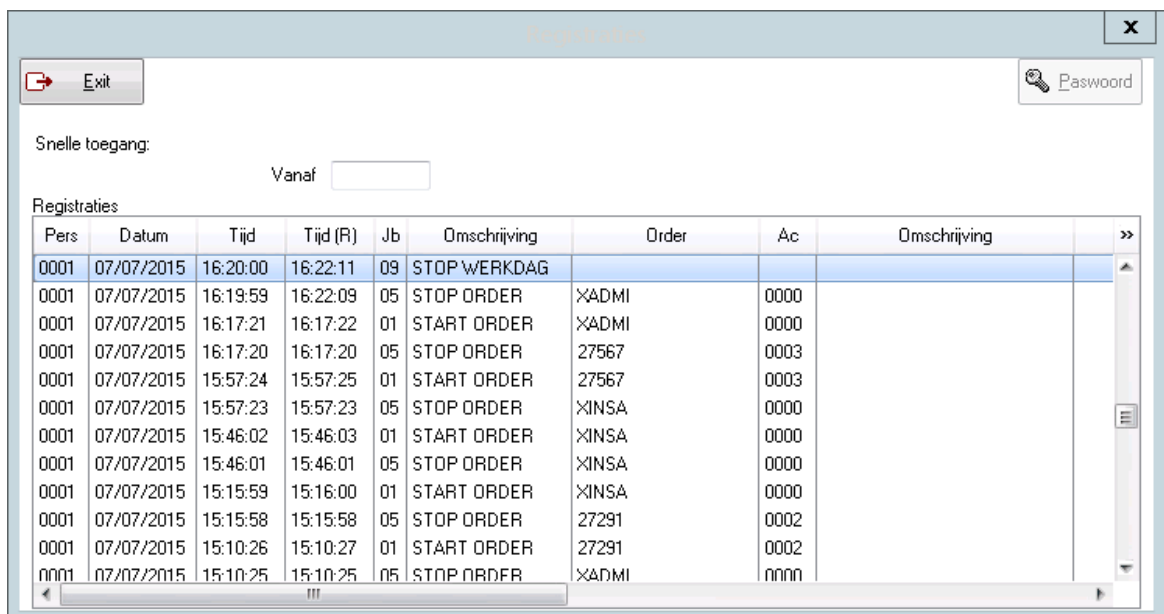 Registraties
X
Exit
Paswoord
Snelle toegang:
Vanaf
Registraties
Pers Datum Tijd Tijd (R) Jb Omschrijving Order Ac Omschrijving »
0001 07/07/2015 16:20:00 16:22:11 09 STOP WERKDAG
0001 07/07/2015 16:19:59 16:22:09 05 STOP ORDER XADMI 0000
0001 07/07/2015 16:17:21 16:17:22 01 START ORDER XADMI 0000
0001 07/07/2015 16:17:20 16:17:20 05 STOP ORDER 27567 0003
0001 07/07/2015 15:57:24 15:57:25 01 START ORDER 27567 0003
0001 07/07/2015 15:57:23 15:57:23 05 STOP ORDER XINSA 0000
0001 07/07/2015 15:46:02 15:46:03 01 START ORDER XINSA 0000
0001 07/07/2015 15:46:01 15:46:01 05 STOP ORDER XINSA 0000
0001 07/07/2015 15:15:59 15:16:00 01 START ORDER XINSA 0000
0001 07/07/2015 15:15:58 15:15:58 05 STOP ORDER 27291 0002
0001 07/07/2015 15:10:26 15:10:27 01 START ORDER 27291 0002
0001 07/07/2015 15:10:25 15:10:25 05 STOP ORDER XADMI 0000